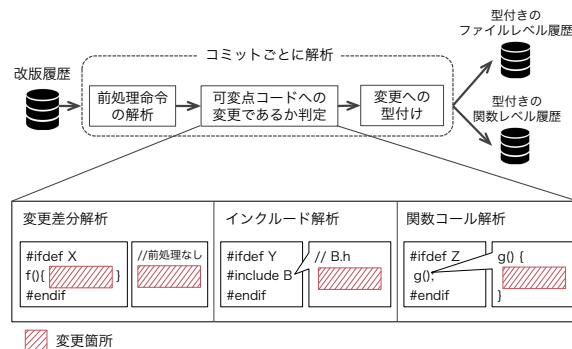 型付きの
ファイルレベル履歴
コミットごとに解析
改版履歴
前処理命令
の解析
可変点コードへの
変更であるか判定
変更への
型付け
型付きの
関数レベル履歴
変更差分解析
インクルード解析
関数コール解析
#ifdef X
f(){ }
#endif
//前処理なし
#ifdef Y
#include B
#endif
// B.h
#ifdef Z
g();
#endif
g() {
}
変更箇所